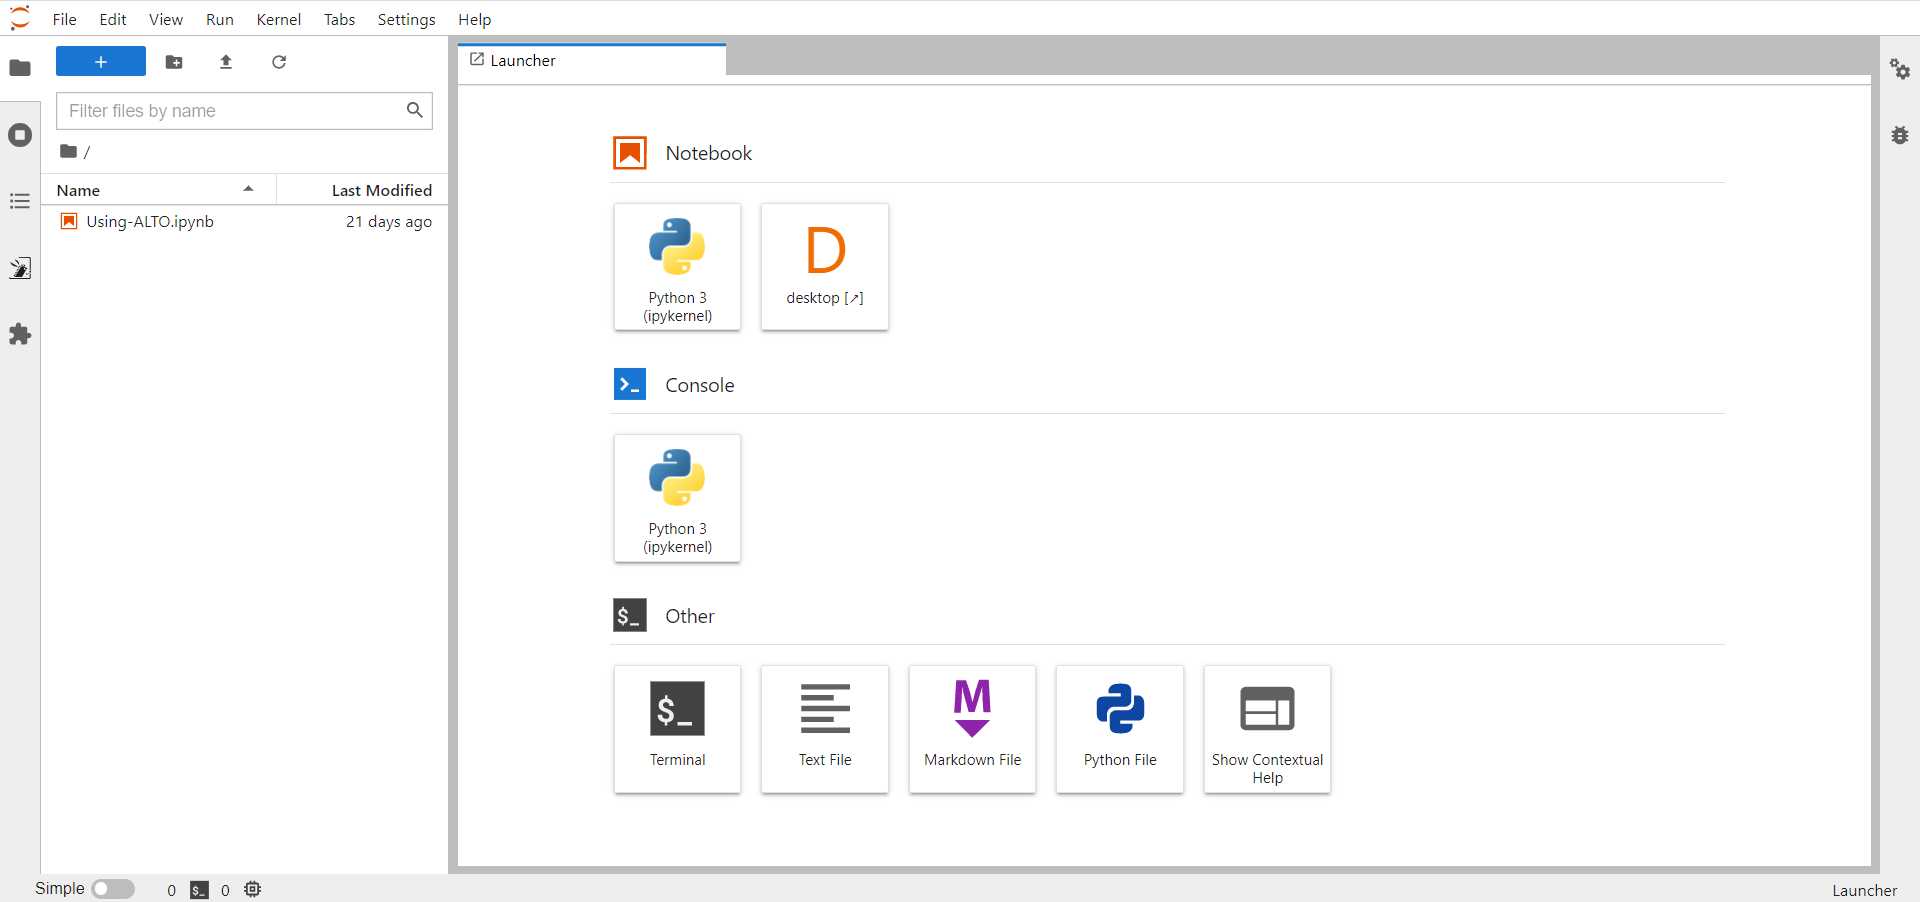 File Edit View Run Kernel Tabs Settings Help
+
Filter files by name
/
Name Last Modified
Using-ALTO.ipynb 21 days ago
Launcher
Notebook
Python 3
(ipykernel)
D
desktop [↗]
Console
Python 3
(ipykernel)
$_ Other
$_
Terminal
Text File
M
Markdown File
Python File
Show Contextual
Help
Simple 0 $_ 0
Launcher